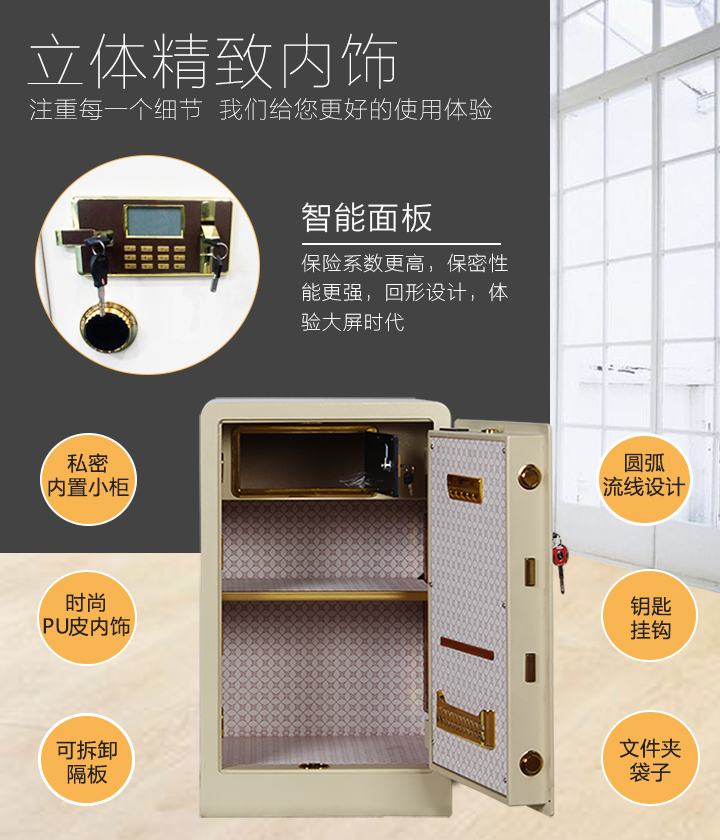 立体精致内饰
注重每一个细节 我们给您更好的使用体验
智能面板
保险系数更高，保密性
能更强，回形设计，体
验大屏时代
私密
内置小柜
圆弧
流线设计
时尚
PU皮内饰
钥匙
挂钩
可拆卸
隔板
文件夹
袋子